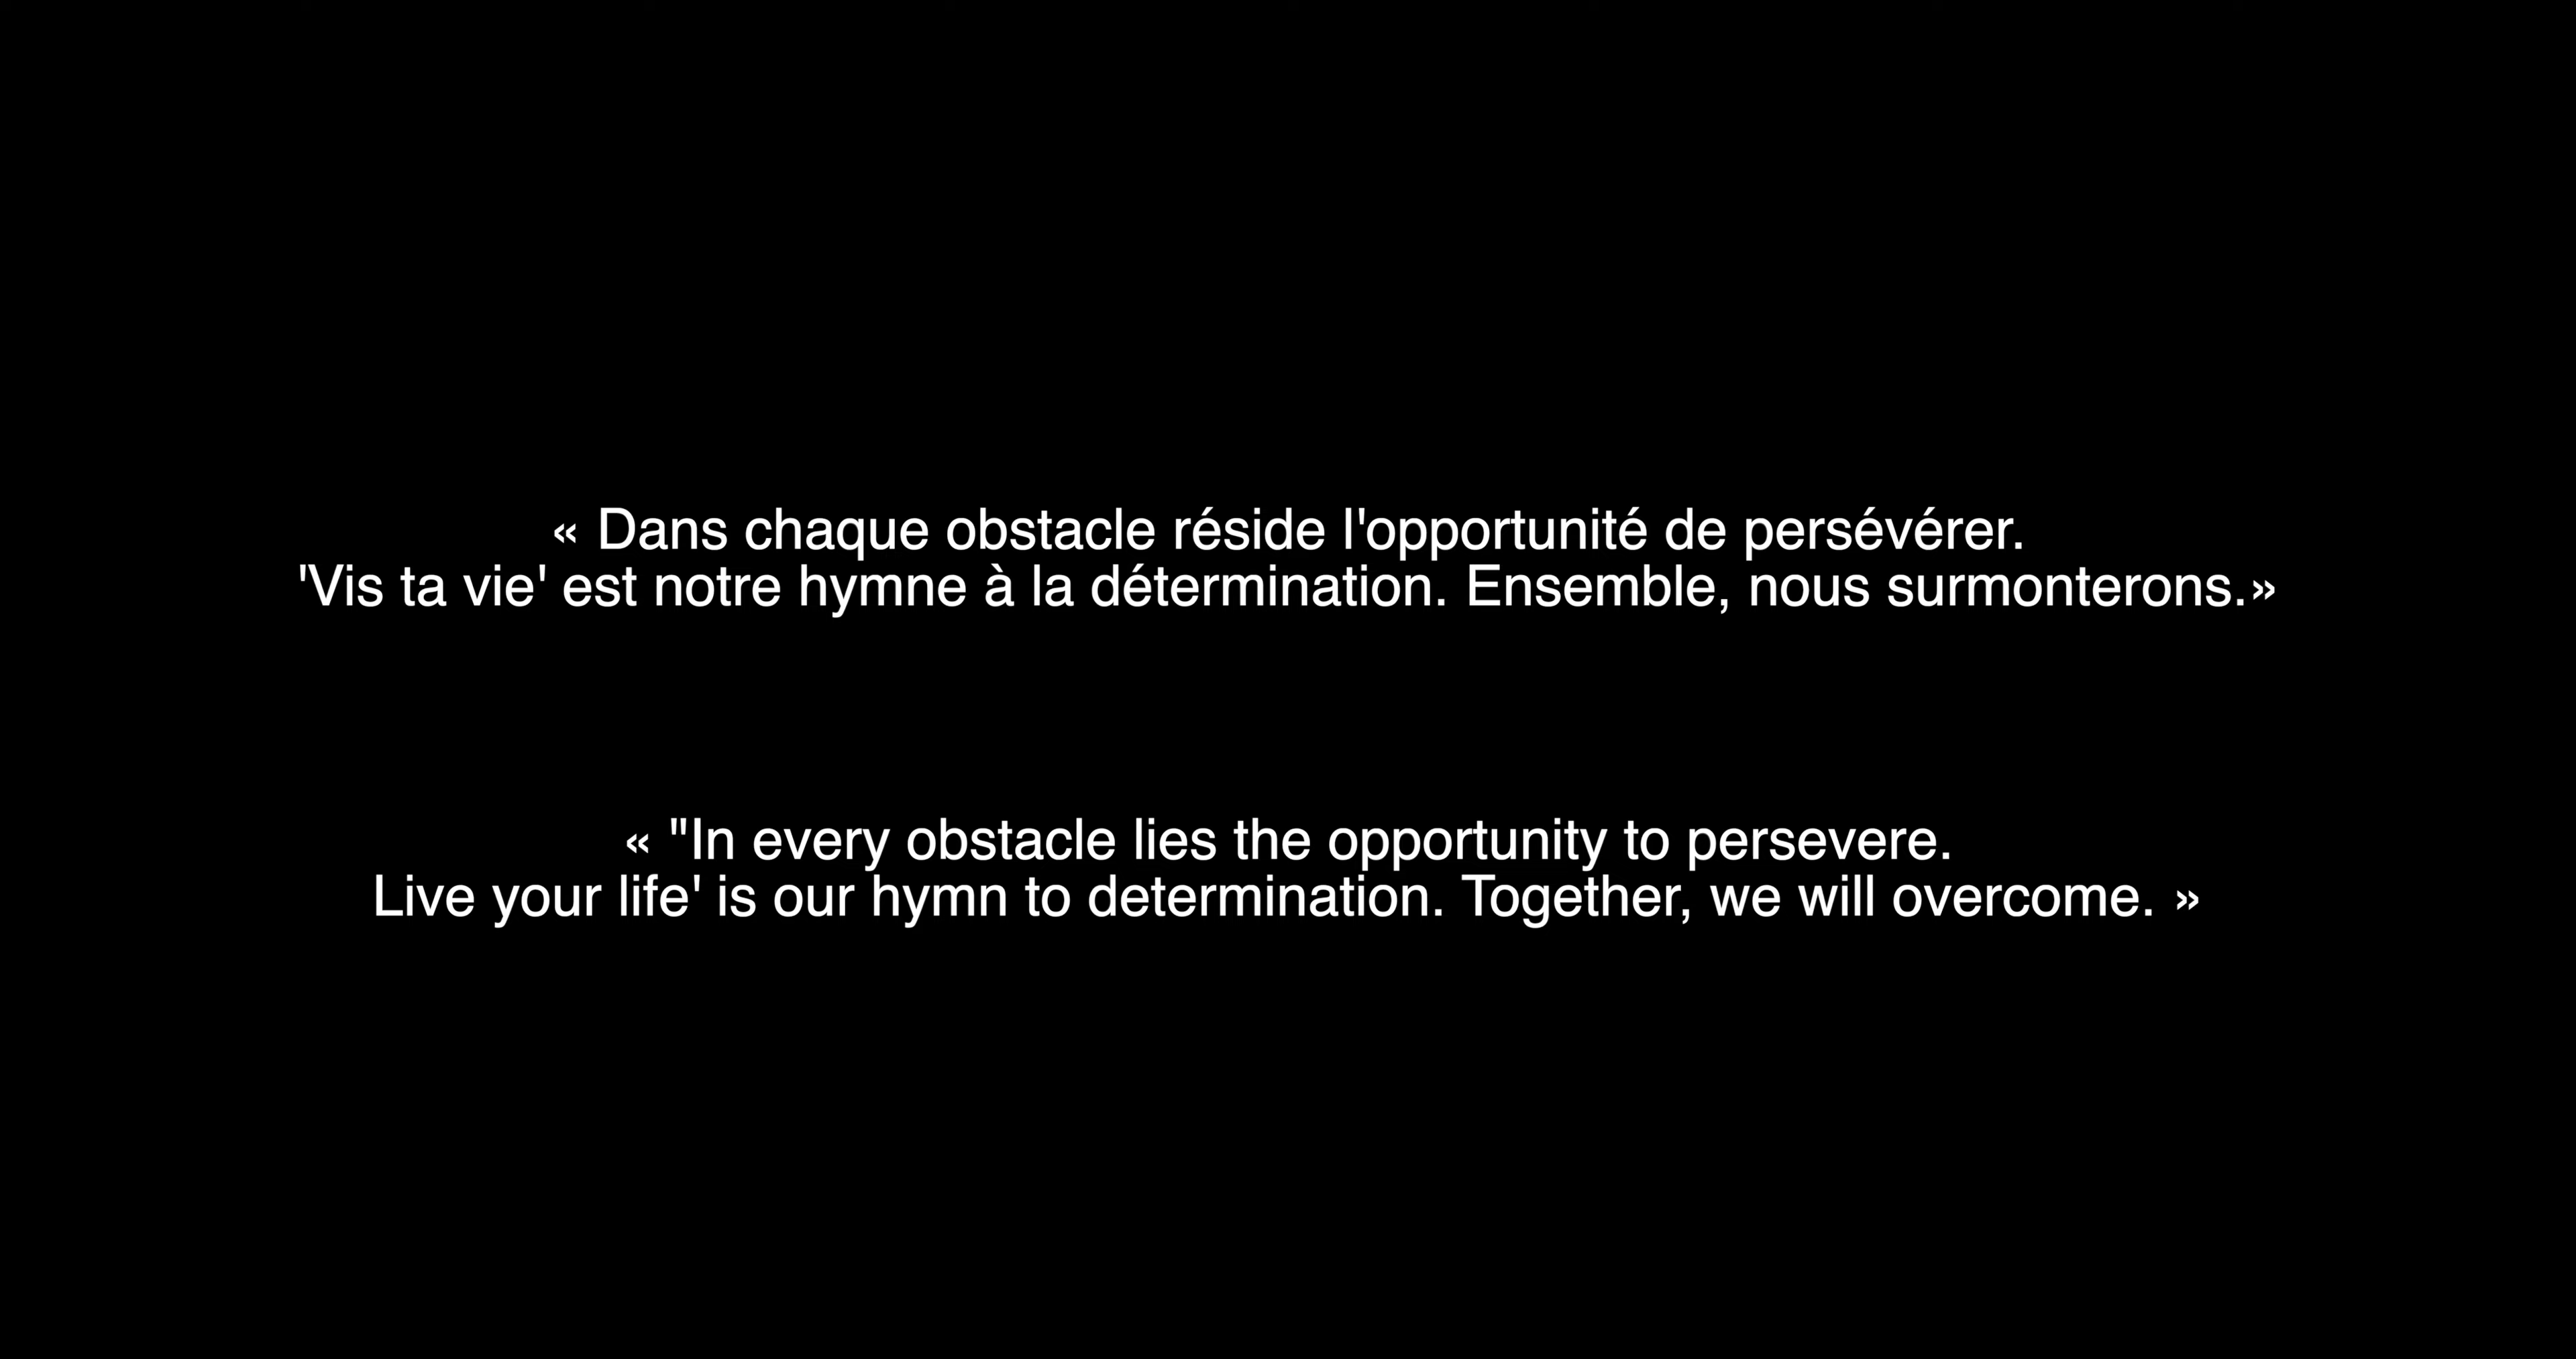 « Dans chaque obstacle réside l'opportunité de persévérer.
'Vis ta vie' est notre hymne à la détermination. Ensemble, nous surmonterons.»
« "In every obstacle lies the opportunity to persevere.
Live your life' is our hymn to determination. Together, we will overcome. »